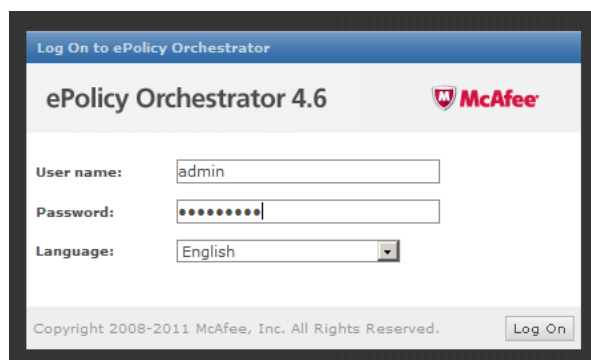 Log On to ePolicy Orchestrator
ePolicy Orchestrator 4.6
McAfee
User name: admin
Password: •••••••••
Language: English
Copyright 2008-2011 McAfee, Inc. All Rights Reserved. Log On